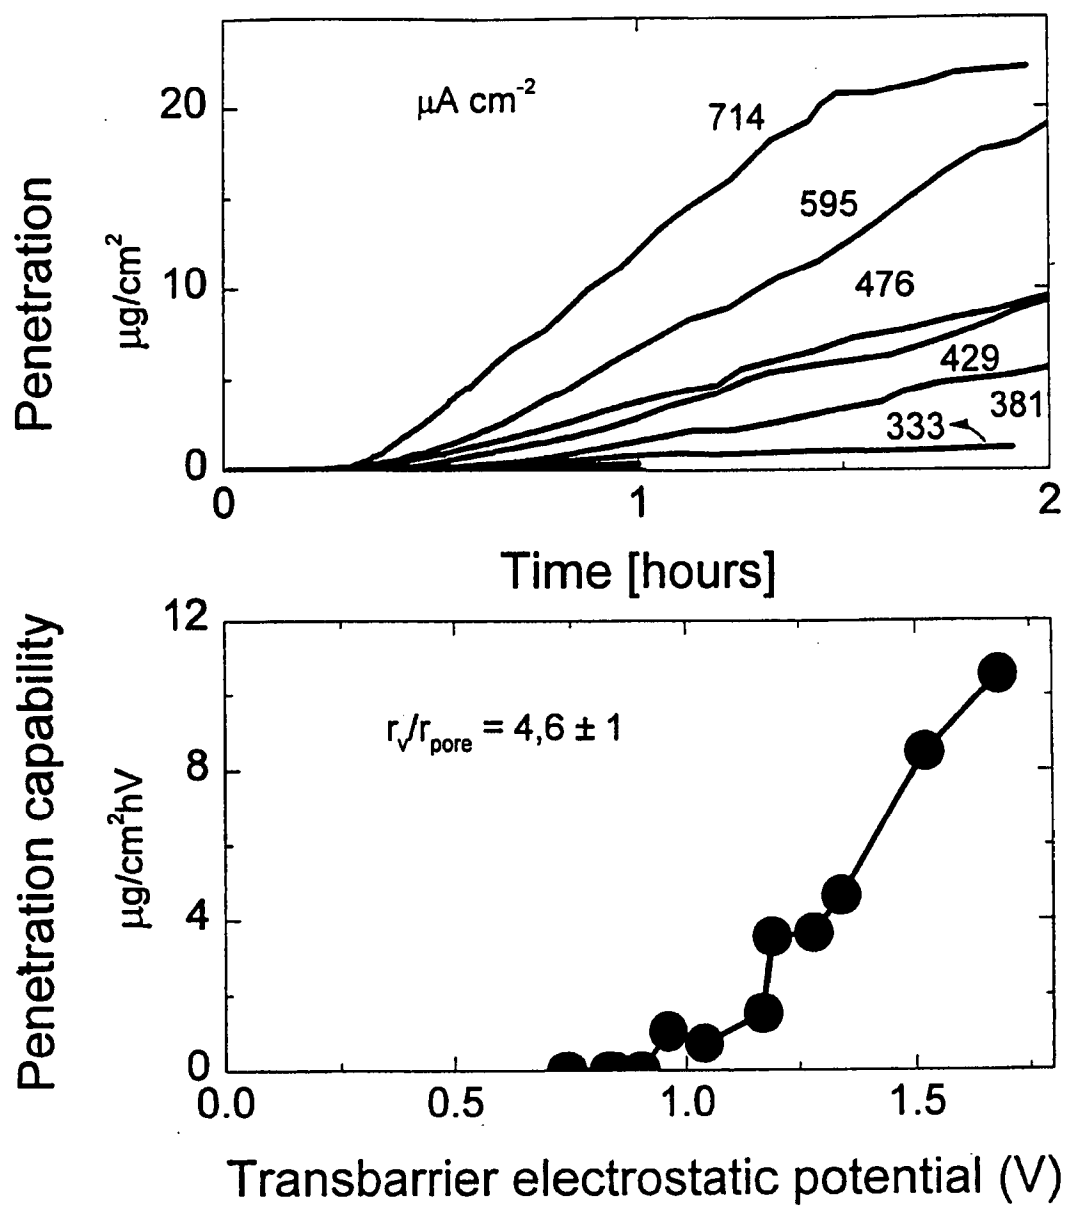 Penetration
µg/cm²
20
10
0
µA cm⁻²
714
595
476
429
381
333
0 1 2
Time [hours]
Penetration capability
µg/cm²hV
12
8
4
0
rᵥ/rpore = 4,6 ± 1
0.0 0.5 1.0 1.5
Transbarrier electrostatic potential (V)